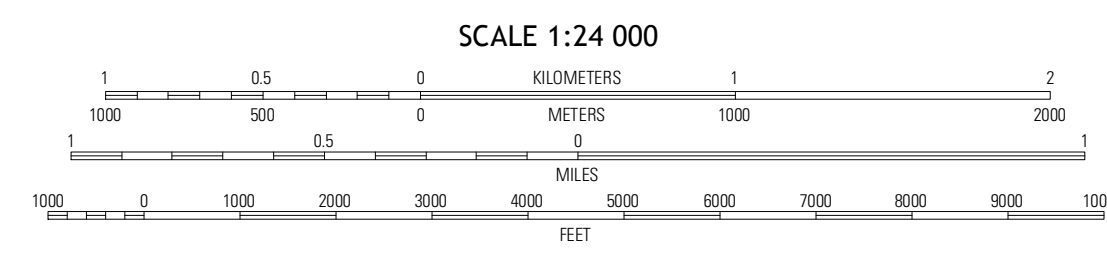 SCALE 1:24 000
1 0.5 0 KILOMETERS 1 2
1000 500 0 METERS 1000 2000
1 0.5 0 1
MILES
1000 0 1000 2000 3000 4000 5000 6000 7000 8000 9000 100
FEET